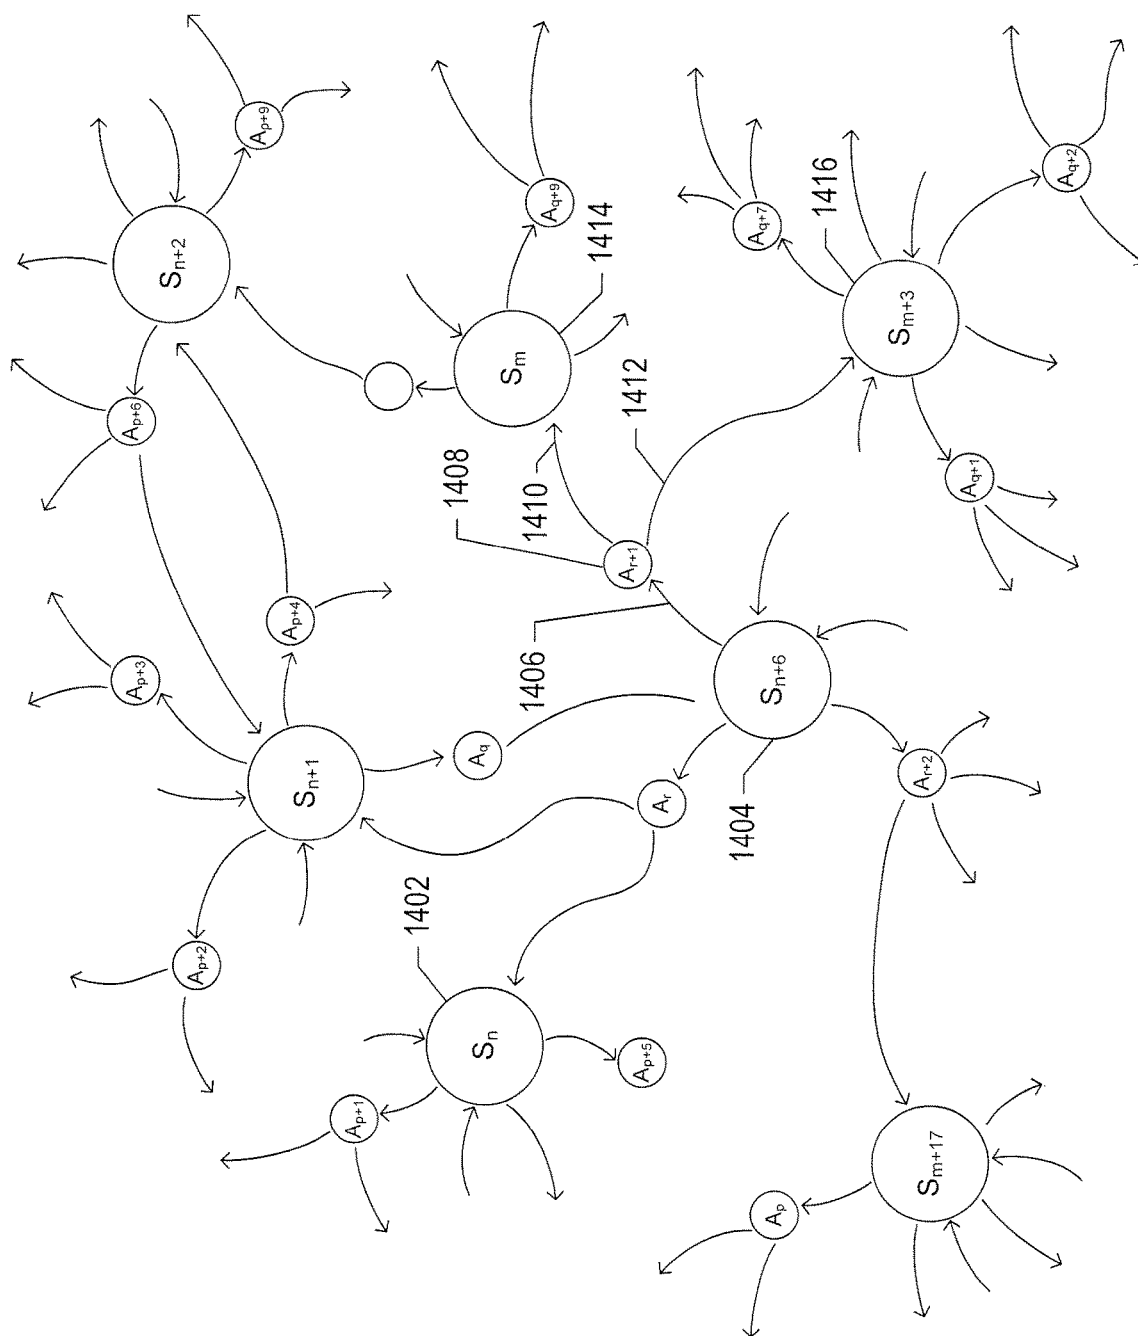 A_{p+9}
S_{n+2}
A_{p+6}
A_{q+9}
1414
S_m
A_{q+2}
A_{q+7}
1416
S_{m+3}
1412
1408
1410
A_{q+1}
A_{r+1}
A_{p+4}
A_{p+3}
1406
S_{n+6}
S_{n+1}
A_q
A_r
1404
A_{r+2}
1402
A_{p+2}
S_n
A_{p+5}
A_{p+1}
S_{m+17}
A_p